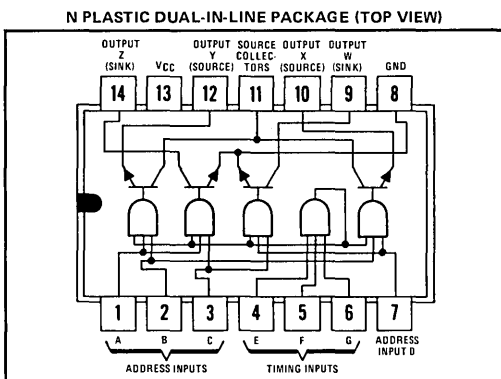 N PLASTIC DUAL-IN-LINE PACKAGE (TOP VIEW)
OUTPUT Z (SINK)
VCC
OUTPUT Y (SOURCE)
SOURCE COLLEC- TORS
OUTPUT X (SOURCE)
OUTPUT W (SINK)
GND
14 13 12 11 10 9 8
1 2 3 4 5 6 7
A B C E F G ADDRESS INPUT D
ADDRESS INPUTS TIMING INPUTS